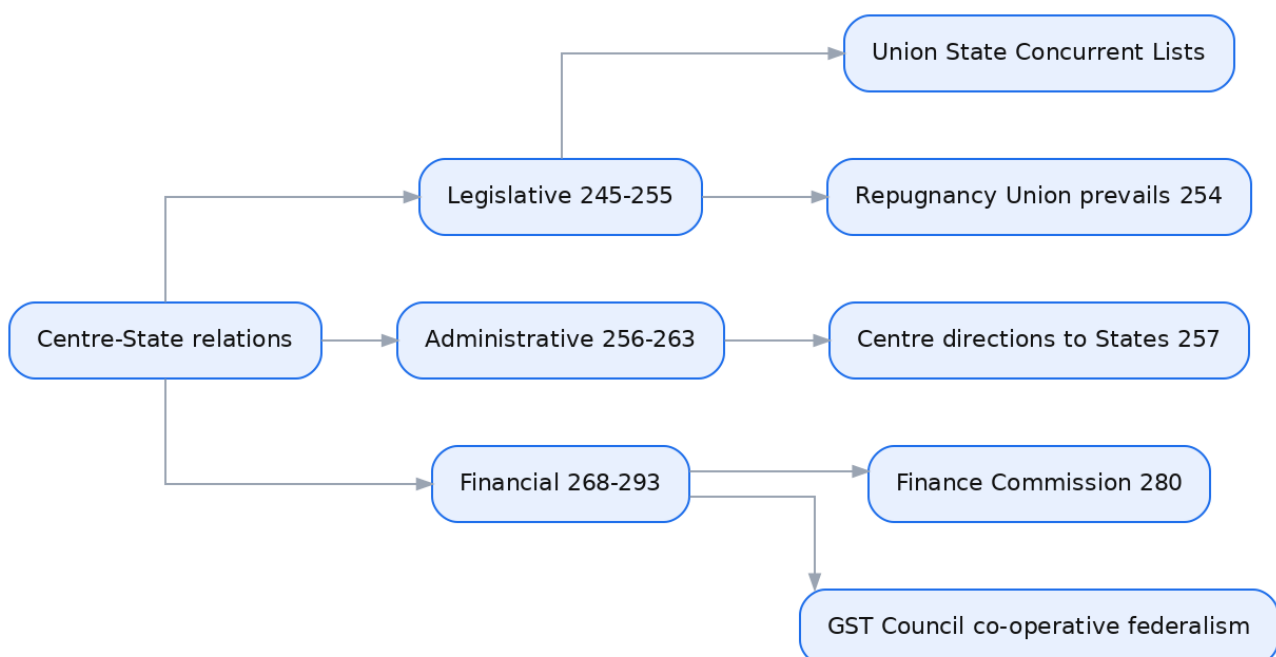 Union State Concurrent Lists
Legislative 245-255
Repugnancy Union prevails 254
Centre-State relations
Administrative 256-263
Centre directions to States 257
Financial 268-293
Finance Commission 280
GST Council co-operative federalism